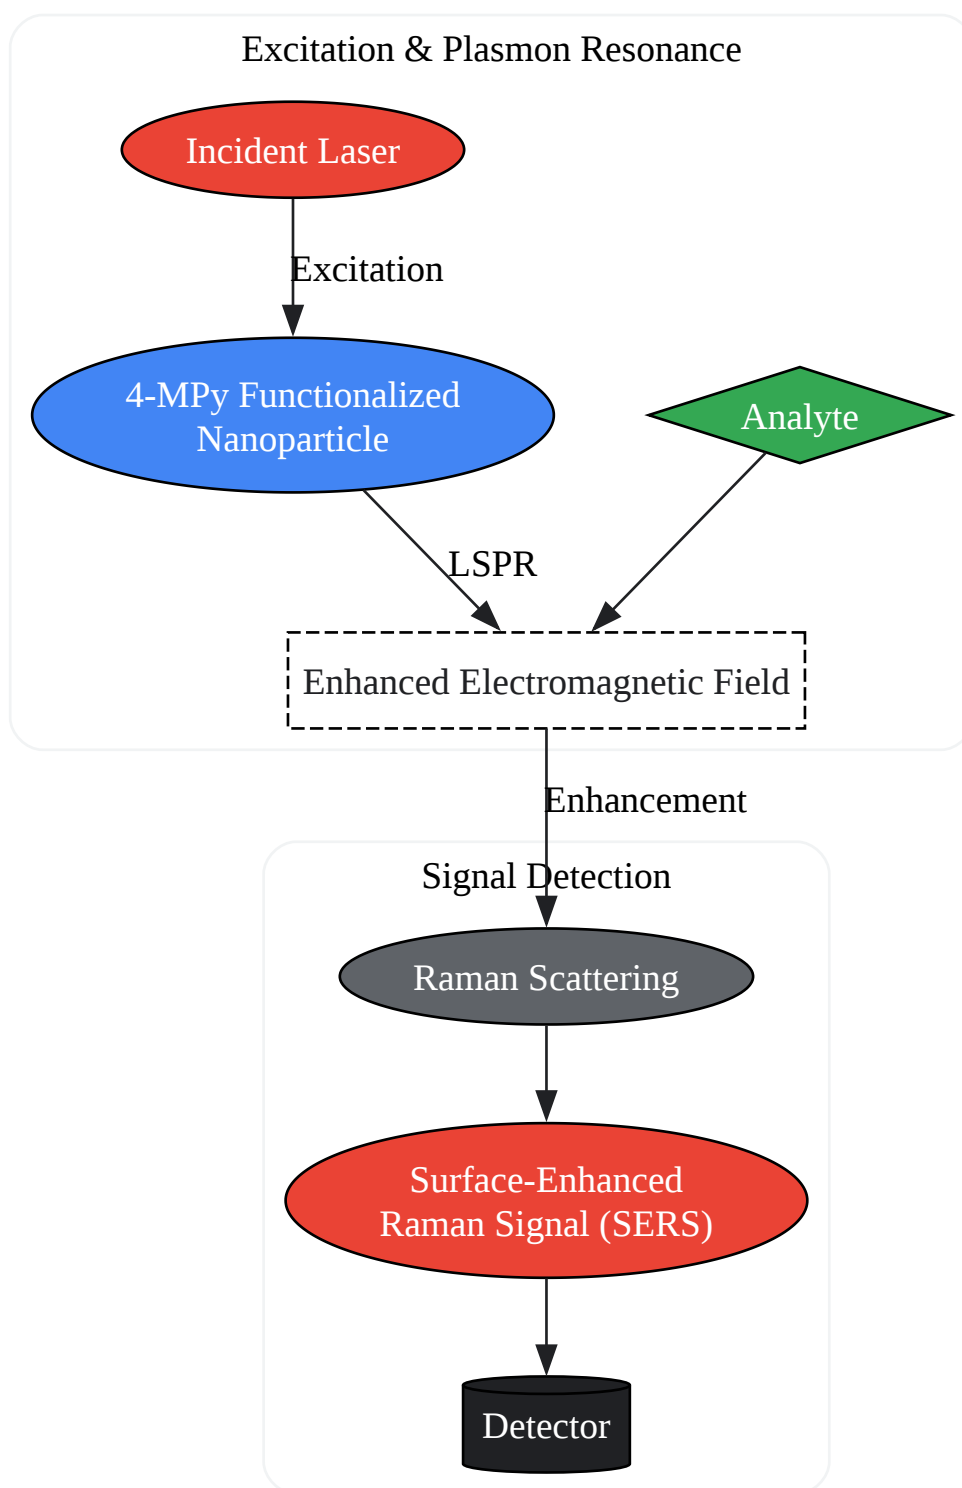 Excitation & Plasmon Resonance
Incident Laser
Excitation
4-MPy Functionalized
Nanoparticle
Analyte
LSPR
Enhanced Electromagnetic Field
Enhancement
Signal Detection
Raman Scattering
Surface-Enhanced
Raman Signal (SERS)
Detector